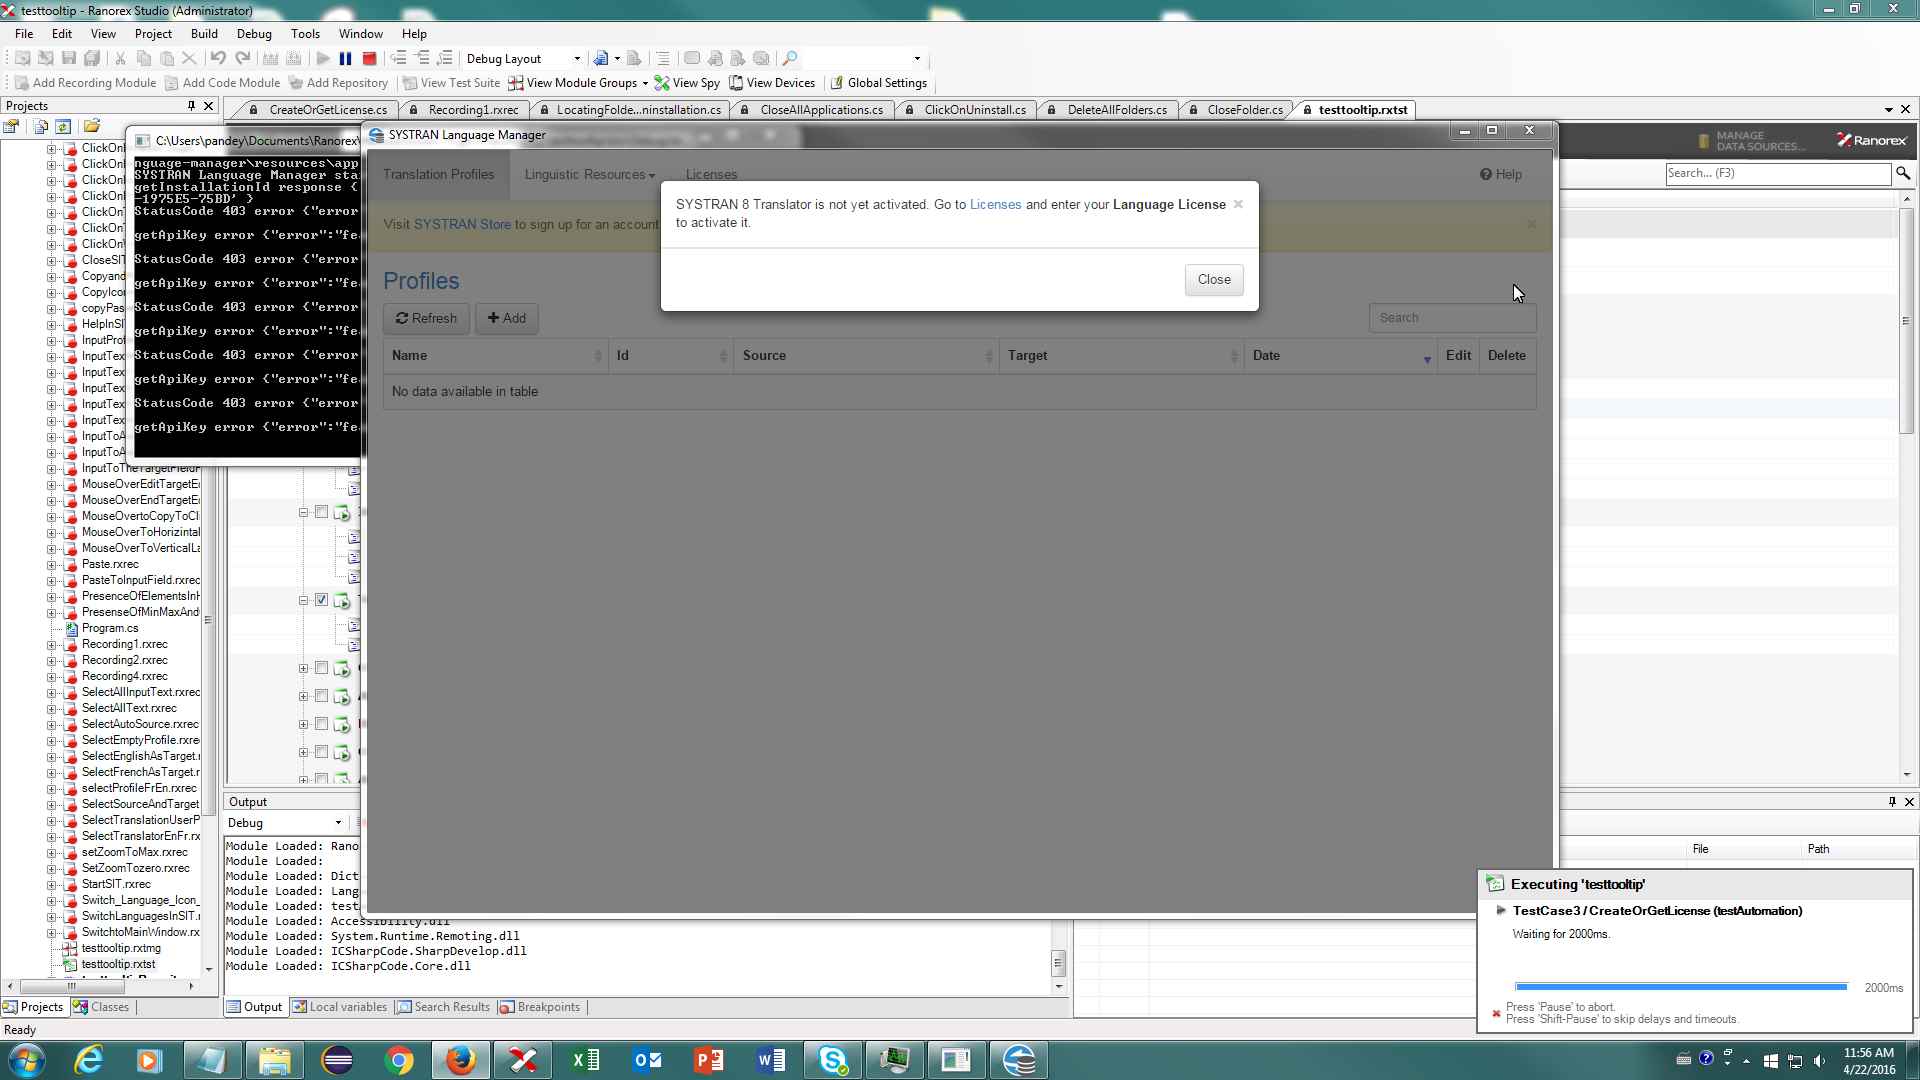 testtooltip - Ranorex Studio (Administrator)
File Edit View Project Build Debug Tools Window Help
Debug Layout
Add Recording Module Add Code Module Add Repository View Test Suite View Module Groups View Spy View Devices Global Settings
Projects
CreateOrGetLicense.cs Recording1.rxrec LocatingFolde...ninstallation.cs CloseAllApplications.cs ClickOnUninstall.cs DeleteAllFolders.cs CloseFolder.cs testtooltip.rxtst
MANAGE
DATA SOURCES...
Ranorex
Search... (F3)
C:\Users\pandey\Documents\Ranorex\
nguage-manager\resources\app
SYSTRAN Language Manager sta
getInstallationId response {
-1975E5-75BD' }
StatusCode 403 error {"error
getApiKey error {"error":"fea
StatusCode 403 error {"error
getApiKey error {"error":"fea
StatusCode 403 error {"error
getApiKey error {"error":"fea
StatusCode 403 error {"error
getApiKey error {"error":"fea
StatusCode 403 error {"error
getApiKey error {"error":"fea
SYSTRAN Language Manager
Translation Profiles Linguistic Resources Licenses Help
Visit SYSTRAN Store to sign up for an account
SYSTRAN 8 Translator is not yet activated. Go to Licenses and enter your Language License ×
to activate it.
Close
Profiles
Refresh Add
Search
Name Id Source Target Date Edit Delete
No data available in table
CloseSI
Copyand
CopyIcon
copyPas
HelpInSI
InputProf
InputTex
InputTex
InputTex
InputTex
InputTex
InputToA
InputToA
InputToTheTargetFieldF
MouseOverEditTargetE
MouseOverEndTargetE
MouseOvertoCopyToCl
MouseOverToHorizintal
MouseOverToVerticalLa
Paste.rxrec
PasteToInputField.rxrec
PresenceOfElementsInH
PresenseOfMinMaxAnd
Program.cs
Recording1.rxrec
Recording2.rxrec
Recording4.rxrec
SelectAllInputText.rxrec
SelectAllText.rxrec
SelectAutoSource.rxrec
SelectEmptyProfile.rxre
SelectEnglishAsTarget.r
SelectFrenchAsTarget.r
selectProfileFrEn.rxrec
SelectSourceAndTarget
SelectTranslationUserP
SelectTranslatorEnFr.rx
setZoomToMax.rxrec
SetZoomTozero.rxrec
StartSIT.rxrec
Switch_Language_Icon_
SwitchLanguagesInSIT.r
SwitchtoMainWindow.rx
testtooltip.rxtmg
testtooltip.rxtst
Projects Classes
Output
Debug
Module Loaded: Rano
Module Loaded:
Module Loaded: Dict
Module Loaded: Lang
Module Loaded: test
Module Loaded: Accessibility.dll
Module Loaded: System.Runtime.Remoting.dll
Module Loaded: ICSharpCode.SharpDevelop.dll
Module Loaded: ICSharpCode.Core.dll
Output Local variables Search Results Breakpoints
File Path
Executing 'testtooltip'
TestCase3 / CreateOrGetLicense (testAutomation)
Waiting for 2000ms.
2000ms
Press 'Pause' to abort.
Press 'Shift-Pause' to skip delays and timeouts.
Ready
11:56 AM
4/22/2016